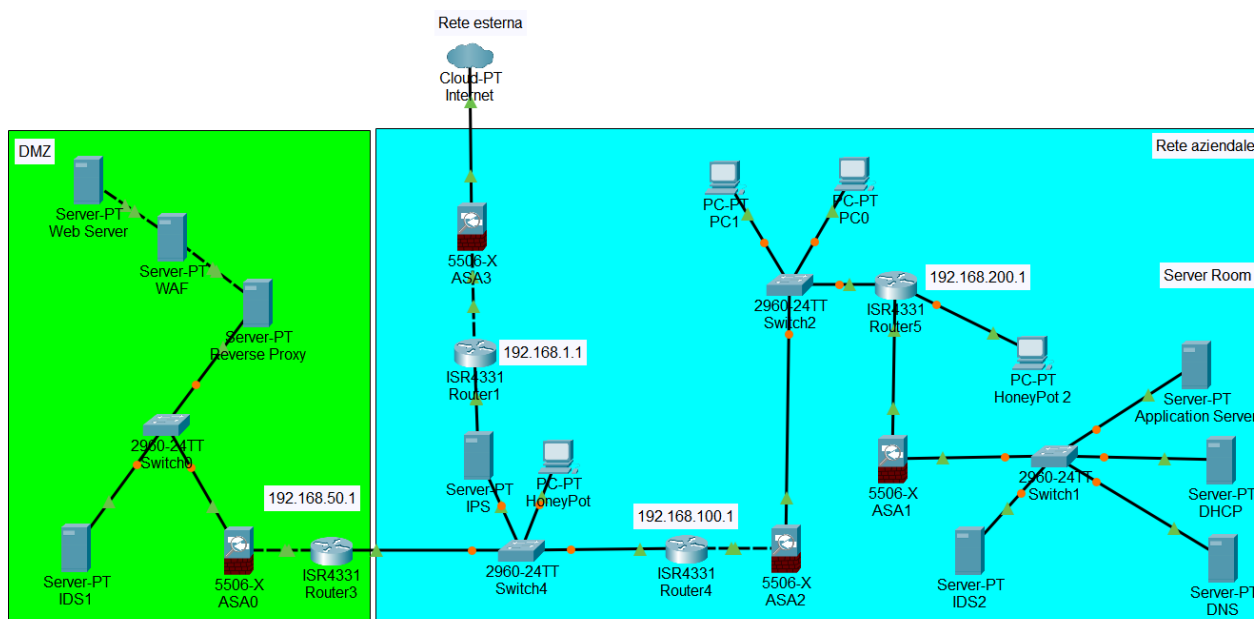 Rete esterna
Cloud-PT
Internet
DMZ
Rete aziendale
Server-PT
Web Server
Server-PT
WAF
Server-PT
Reverse Proxy
2960-24TT
Switch0
Server-PT
IDS1
5506-X
ASA0
192.168.50.1
ISR4331
Router3
5506-X
ASA3
192.168.1.1
ISR4331
Router1
Server-PT
IPS
PC-PT
HoneyPot
2960-24TT
Switch4
192.168.100.1
ISR4331
Router4
5506-X
ASA2
PC-PT
PC1
PC-PT
PC0
2960-24TT
Switch2
192.168.200.1
ISR4331
Router5
Server Room
PC-PT
HoneyPot 2
Server-PT
Application Server
5506-X
ASA1
2960-24TT
Switch1
Server-PT
DHCP
Server-PT
IDS2
Server-PT
DNS